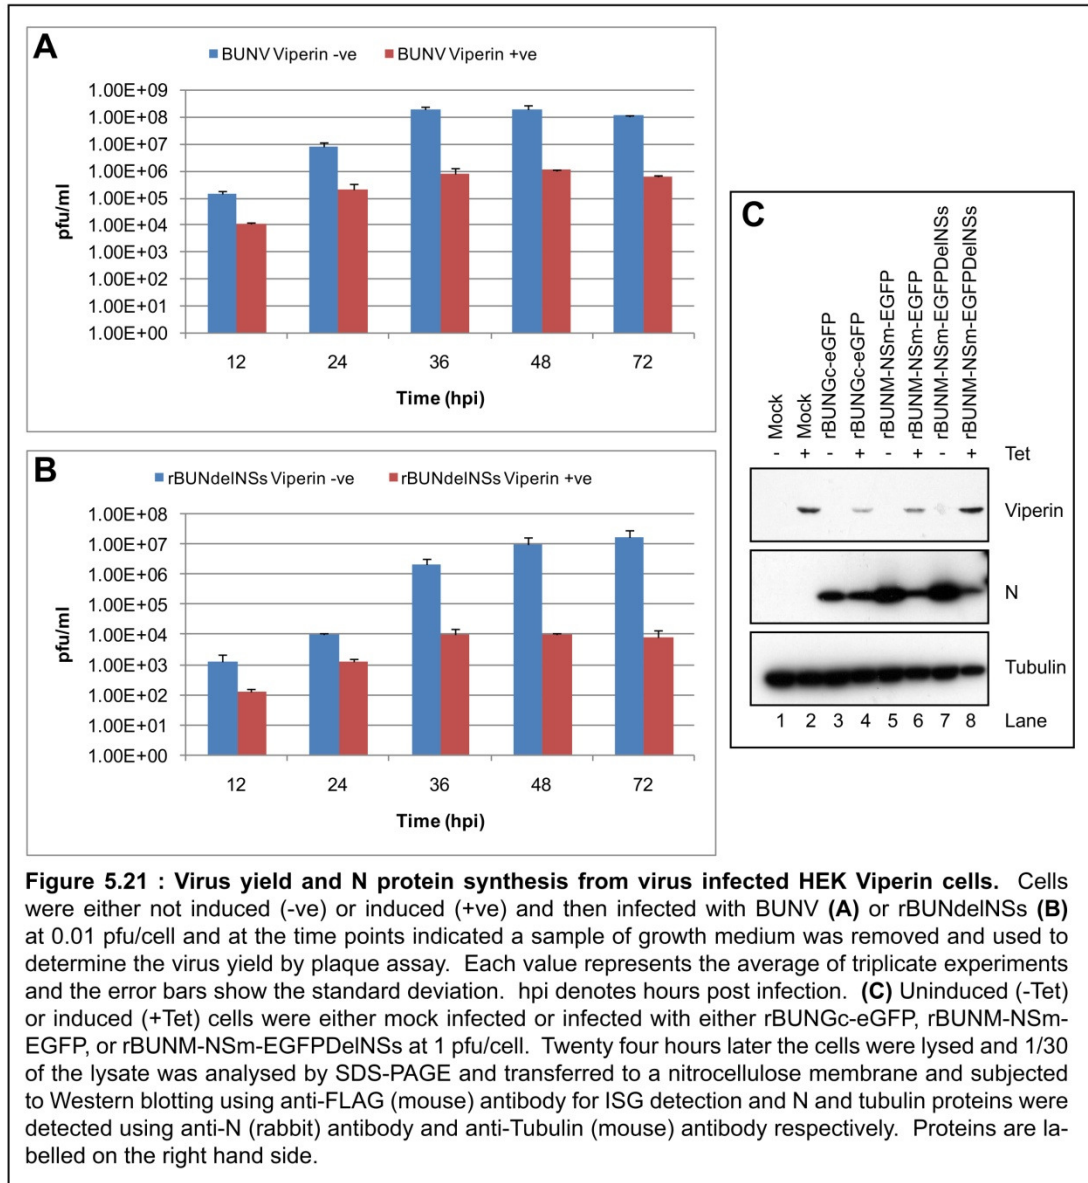 A
BUNV Viperin -ve BUNV Viperin +ve
1.00E+09
1.00E+08
1.00E+07
1.00E+06
1.00E+05
1.00E+04
1.00E+03
1.00E+02
1.00E+01
1.00E+00
pfu/ml
12 24 36 48 72
Time (hpi)
B
rBUNdelNSs Viperin -ve rBUNdelNSs Viperin +ve
1.00E+08
1.00E+07
1.00E+06
1.00E+05
1.00E+04
1.00E+03
1.00E+02
1.00E+01
1.00E+00
pfu/ml
12 24 36 48 72
Time (hpi)
C
Mock
Mock
rBUNGc-eGFP
rBUNGc-eGFP
rBUNM-NSm-EGFP
rBUNM-NSm-EGFP
rBUNM-NSm-EGFPDelNSs
rBUNM-NSm-EGFPDelNSs
- + - + - + - + Tet
Viperin
N
Tubulin
1 2 3 4 5 6 7 8 Lane
Figure 5.21 : Virus yield and N protein synthesis from virus infected HEK Viperin cells. Cells
were either not induced (-ve) or induced (+ve) and then infected with BUNV (A) or rBUNdelNSs (B)
at 0.01 pfu/cell and at the time points indicated a sample of growth medium was removed and used to
determine the virus yield by plaque assay. Each value represents the average of triplicate experiments
and the error bars show the standard deviation. hpi denotes hours post infection. (C) Uninduced (-Tet)
or induced (+Tet) cells were either mock infected or infected with either rBUNGc-eGFP, rBUNM-NSm-
EGFP, or rBUNM-NSm-EGFPDelNSs at 1 pfu/cell. Twenty four hours later the cells were lysed and 1/30
of the lysate was analysed by SDS-PAGE and transferred to a nitrocellulose membrane and subjected
to Western blotting using anti-FLAG (mouse) antibody for ISG detection and N and tubulin proteins were
detected using anti-N (rabbit) antibody and anti-Tubulin (mouse) antibody respectively. Proteins are la-
belled on the right hand side.